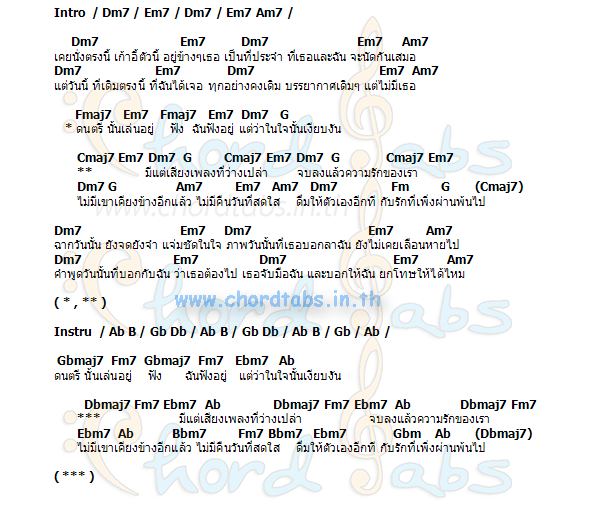 Intro / Dm7 / Em7 / Dm7 / Em7 Am7 /
Dm7 Em7 Dm7 Em7 Am7
เคยนั่งตรงนี้ เก้าอี้ตัวนี้ อยู่ข้างๆเธอ เป็นที่ประจำ ที่เธอและฉัน จะนัดกันเสมอ
Dm7 Em7 Dm7 Em7 Am7
แต่วันนี้ ที่เดิมตรงนี้ ที่ฉันได้เจอ ทุกอย่างคงเดิม บรรยากาศเดิมๆ แต่ไม่มีเธอ
Fmaj7 Em7 Fmaj7 Em7 Dm7 G
* ดนตรี นั้นเล่นอยู่ ฟัง ฉันฟังอยู่ แต่ว่าในใจนั้นเงียบงัน
Cmaj7 Em7 Dm7 G Cmaj7 Em7 Dm7 G Cmaj7 Em7
** มีแต่เสียงเพลงที่ว่างเปล่า จบลงแล้วความรักของเรา
Dm7 G Am7 Em7 Am7 Dm7 Fm G (Cmaj7)
ไม่มีเขาเคียงข้างอีกแล้ว ไม่มีคืนวันที่สดใส ดื่มให้ตัวเองอีกที กับรักที่เพิ่งผ่านพ้นไป
Dm7 Em7 Dm7 Em7 Am7
ฉากวันนั้น ยังจดยังจำ แจ่มชัดในใจ ภาพวันนั้นที่เธอบอกลาฉัน ยังไม่เคยเลือนหายไป
Dm7 Em7 Dm7 Em7 Am7
คำพูดวันนั้นที่บอกกับฉัน ว่าเธอต้องไป เธอจับมือฉัน และบอกให้ฉัน ยกโทษให้ได้ไหม
( * , ** )
www.chordtabs.in.th
Instru / Ab B / Gb Db / Ab B / Gb Db / Ab B / Gb / Ab /
Gbmaj7 Fm7 Gbmaj7 Fm7 Ebm7 Ab
ดนตรี นั้นเล่นอยู่ ฟัง ฉันฟังอยู่ แต่ว่าในใจนั้นเงียบงัน
Dbmaj7 Fm7 Ebm7 Ab Dbmaj7 Fm7 Ebm7 Ab Dbmaj7 Fm7
*** มีแต่เสียงเพลงที่ว่างเปล่า จบลงแล้วความรักของเรา
Ebm7 Ab Bbm7 Fm7 Bbm7 Ebm7 Gbm Ab (Dbmaj7)
ไม่มีเขาเคียงข้างอีกแล้ว ไม่มีคืนวันที่สดใส ดื่มให้ตัวเองอีกที กับรักที่เพิ่งผ่านพ้นไป
( *** )